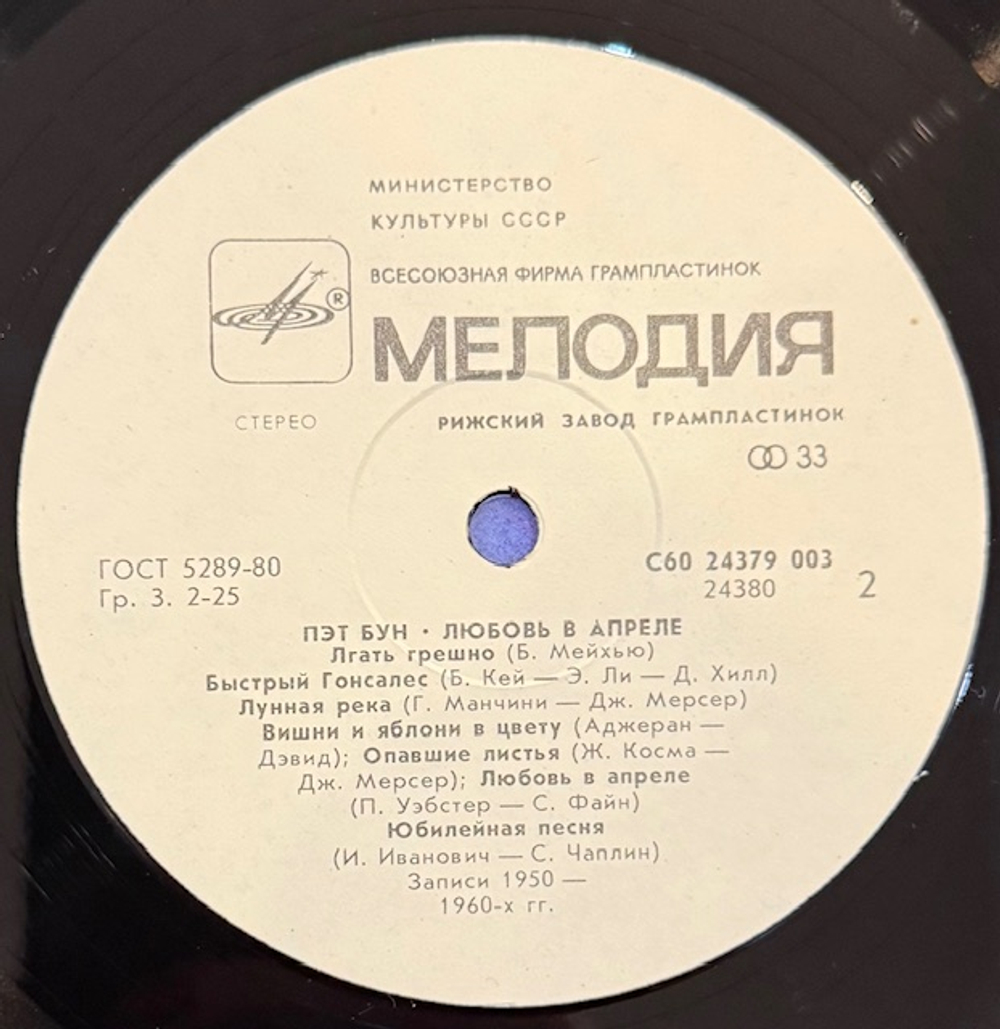 МИНИСТЕРСТВО
КУЛЬТУРЫ СССР
ВСЕСОЮЗНАЯ ФИРМА ГРАМПЛАСТИНОК
®
МЕЛОДИЯ
СТЕРЕО
РИЖСКИЙ ЗАВОД ГРАМПЛАСТИНОК
33
ГОСТ 5289-80
Гр. 3. 2-25
С60 24379 003
24380
2
ПЭТ БУН · ЛЮБОВЬ В АПРЕЛЕ
Лгать грешно (Б. Мейхью)
Быстрый Гонсалес (Б. Кей — Э. Ли — Д. Хилл)
Лунная река (Г. Манчини — Дж. Мерсер)
Вишни и яблони в цвету (Аджеран —
Дэвид); Опавшие листья (Ж. Косма —
Дж. Мерсер); Любовь в апреле
(П. Уэбстер — С. Файн)
Юбилейная песня
(И. Иванович — С. Чаплин)
Записи 1950 —
1960-х гг.